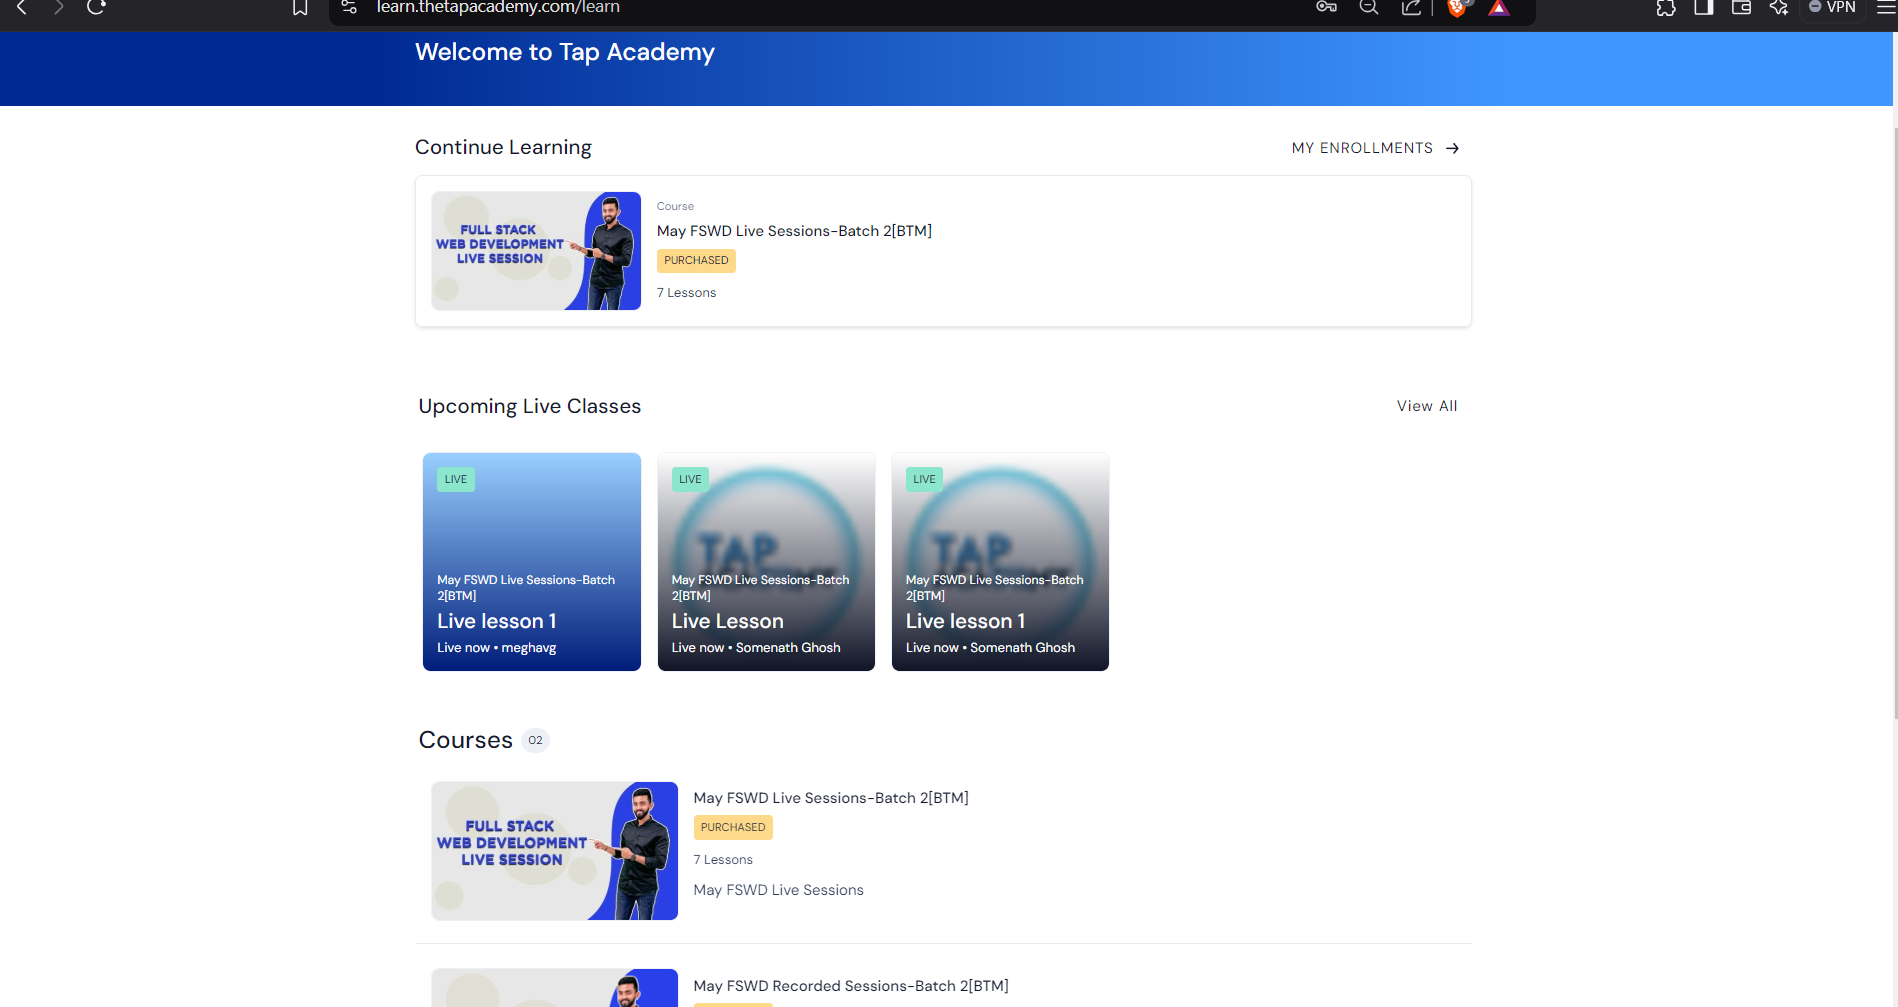 learn.thetapacademy.com/learn
VPN
Welcome to Tap Academy
Continue Learning
MY ENROLLMENTS →
FULL STACK
WEB DEVELOPMENT
LIVE SESSION
Course
May FSWD Live Sessions-Batch 2[BTM]
PURCHASED
7 Lessons
Upcoming Live Classes
View All
LIVE
May FSWD Live Sessions-Batch
2[BTM]
Live lesson 1
Live now • meghavg
LIVE
TAP
ACADEMY
May FSWD Live Sessions-Batch
2[BTM]
Live Lesson
Live now • Somenath Ghosh
LIVE
TAP
ACADEMY
May FSWD Live Sessions-Batch
2[BTM]
Live lesson 1
Live now • Somenath Ghosh
Courses 02
FULL STACK
WEB DEVELOPMENT
LIVE SESSION
May FSWD Live Sessions-Batch 2[BTM]
PURCHASED
7 Lessons
May FSWD Live Sessions
May FSWD Recorded Sessions-Batch 2[BTM]